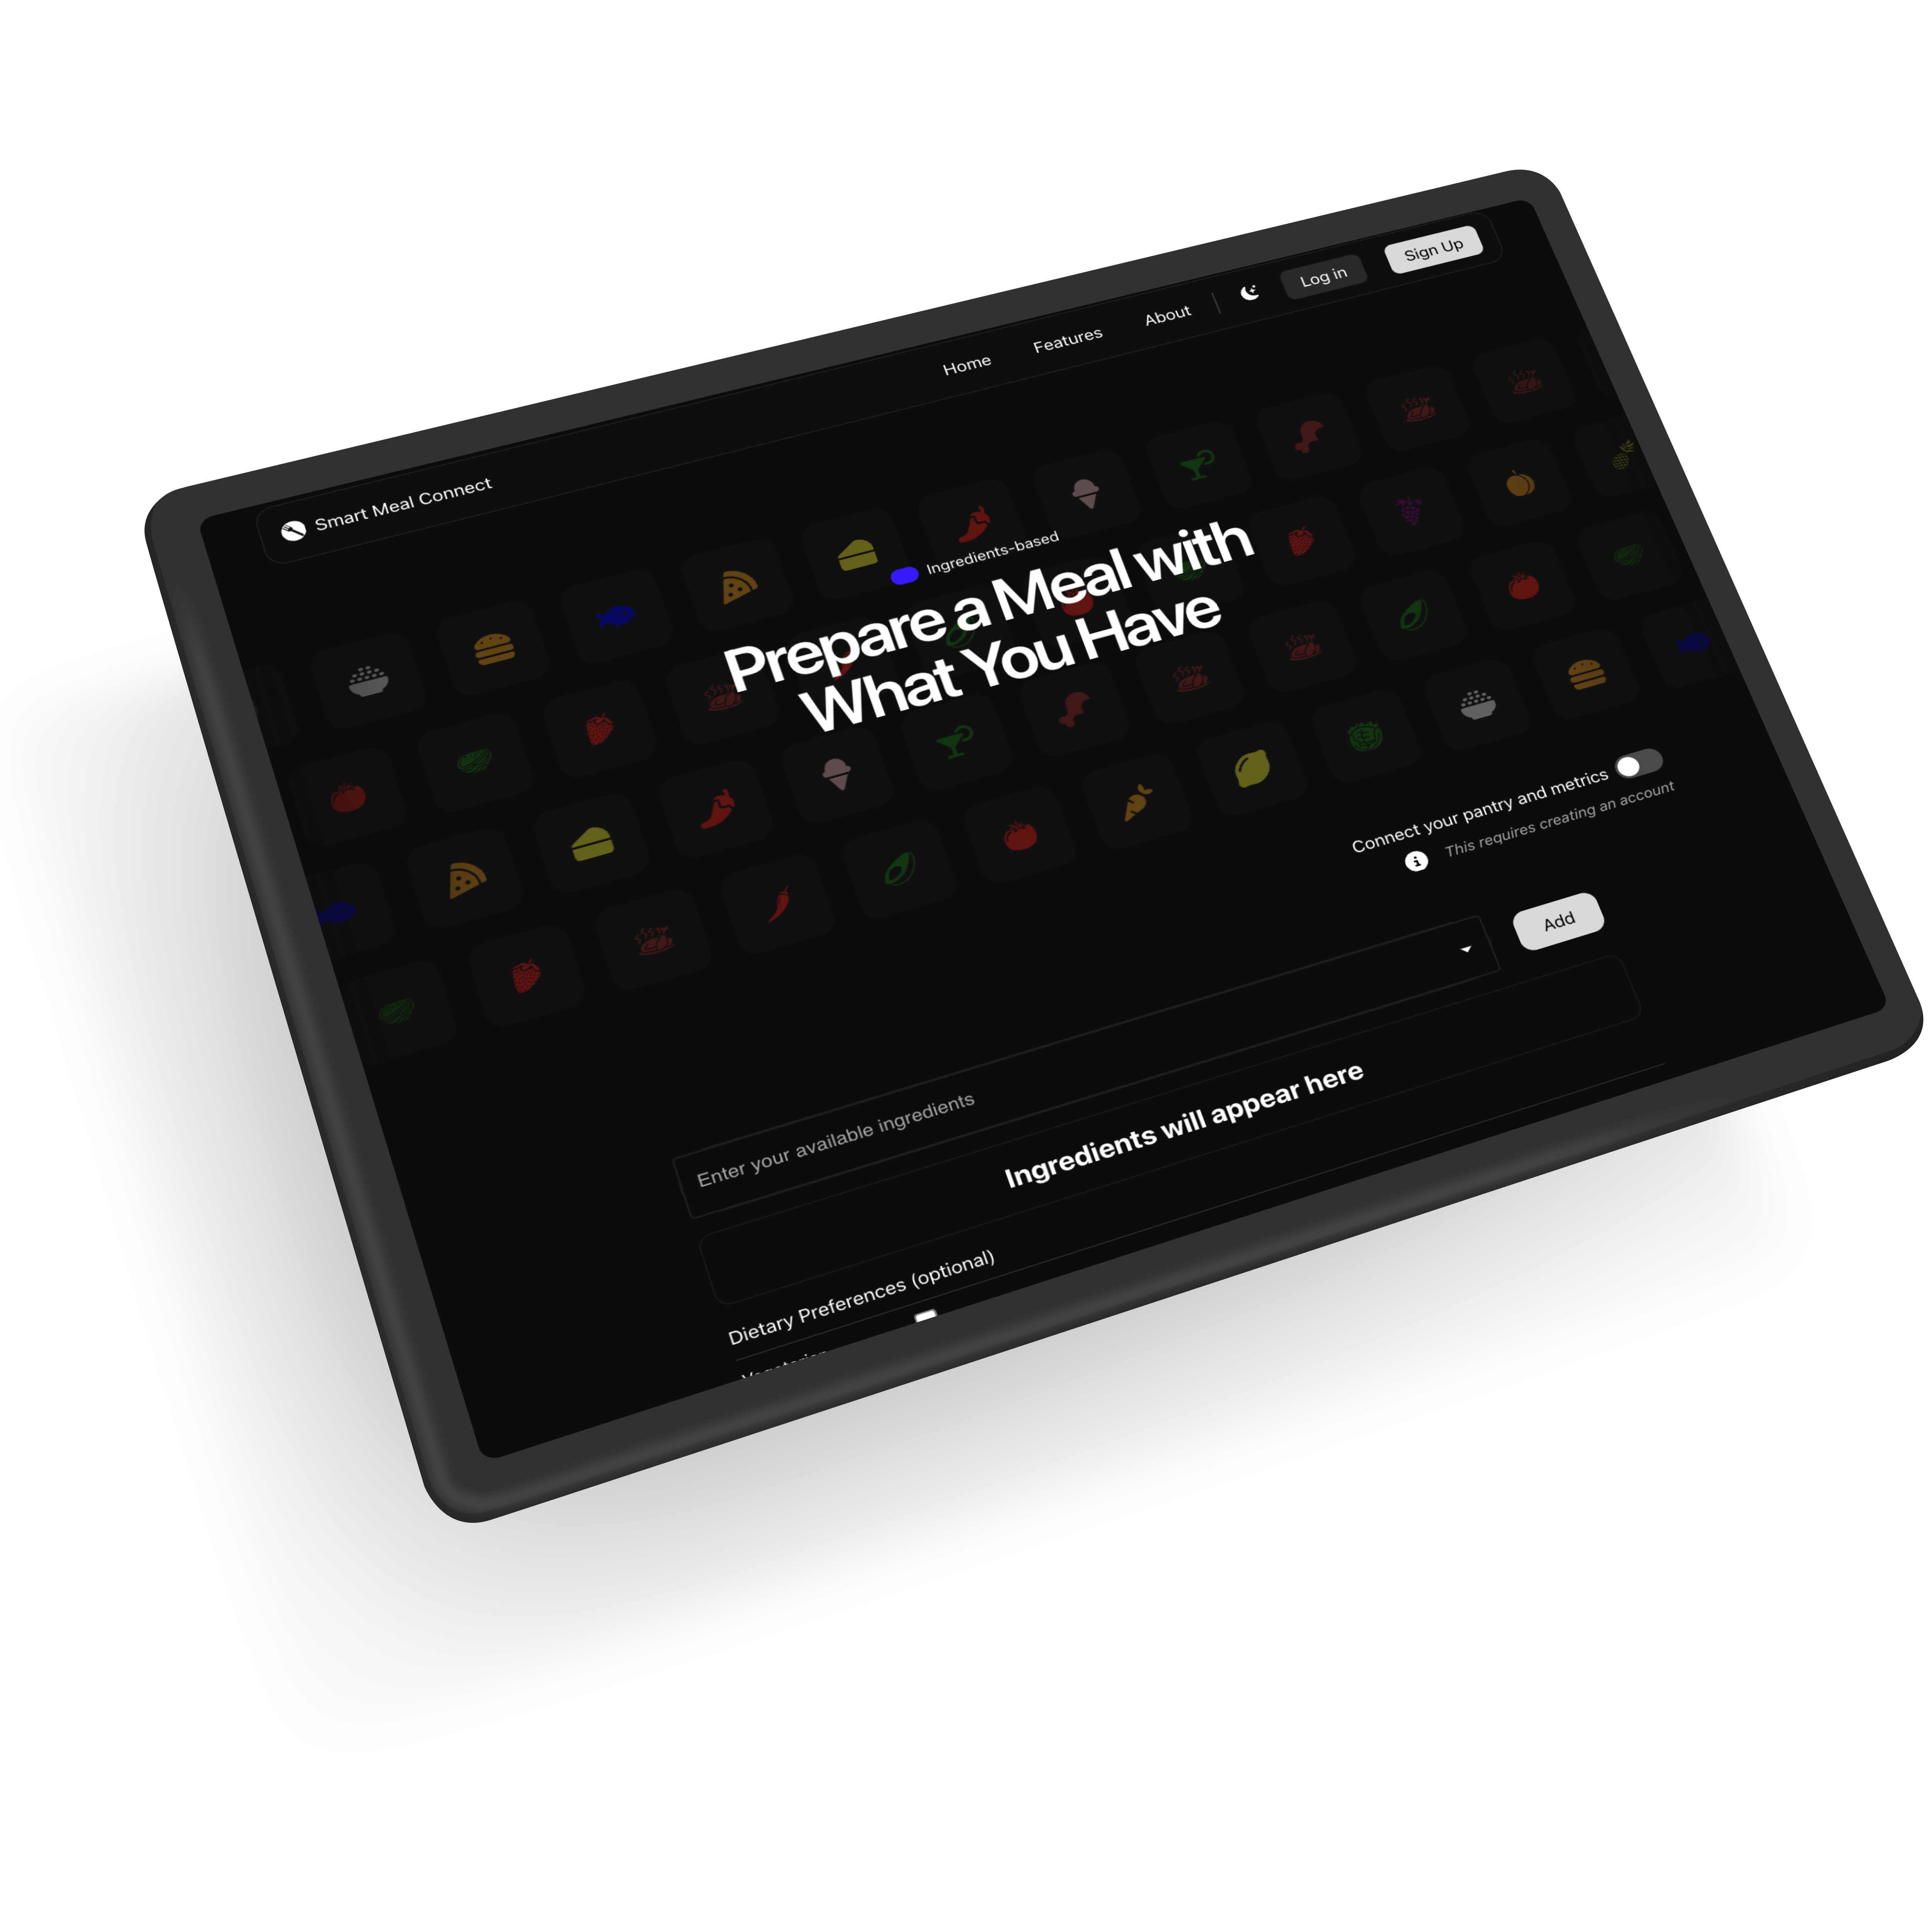 Smart Meal Connect
Home
Features
About
Log in
Sign Up
Ingredients-based
Prepare a Meal with
What You Have
Connect your pantry and metrics
This requires creating an account
Enter your available ingredients
Add
Ingredients will appear here
Dietary Preferences (optional)